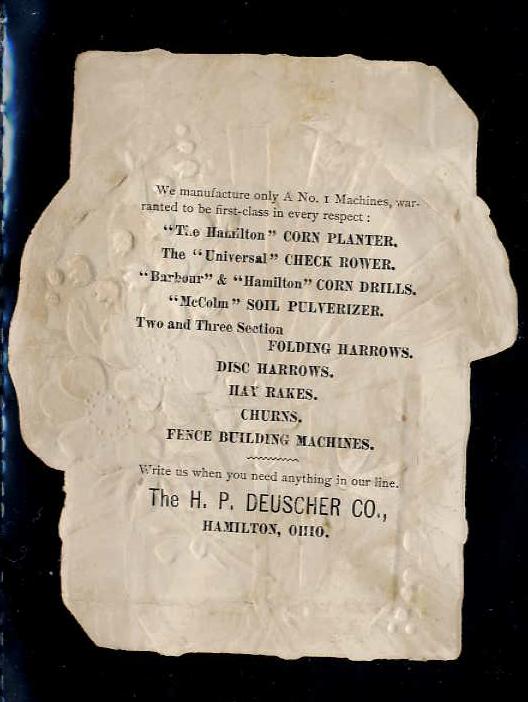 We manufacture only A No. 1 Machines, war-
ranted to be first-class in every respect :
"The Hamilton" CORN PLANTER.
The "Universal" CHECK ROWER.
"Barbour" & "Hamilton" CORN DRILLS.
"McColm" SOIL PULVERIZER.
Two and Three Section
FOLDING HARROWS.
DISC HARROWS.
HAY RAKES.
CHURNS.
FENCE BUILDING MACHINES.
Write us when you need anything in our line.
The H. P. DEUSCHER CO.,
HAMILTON, OHIO.